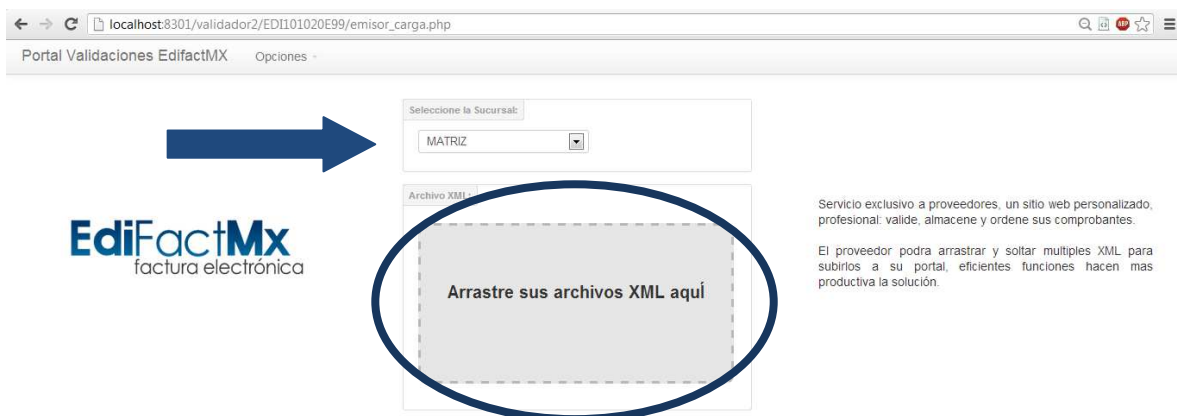 localhost:8301/validador2/EDI101020E99/emisor_carga.php
Portal Validaciones EdifactMX Opciones
Seleccione la Sucursal:
MATRIZ
Archivo XML:
Arrastre sus archivos XML aquÍ
EdiFactMx
factura electrónica
Servicio exclusivo a proveedores, un sitio web personalizado,
profesional: valide, almacene y ordene sus comprobantes.
El proveedor podra arrastrar y soltar multiples XML para
subirlos a su portal, eficientes funciones hacen mas
productiva la solución.